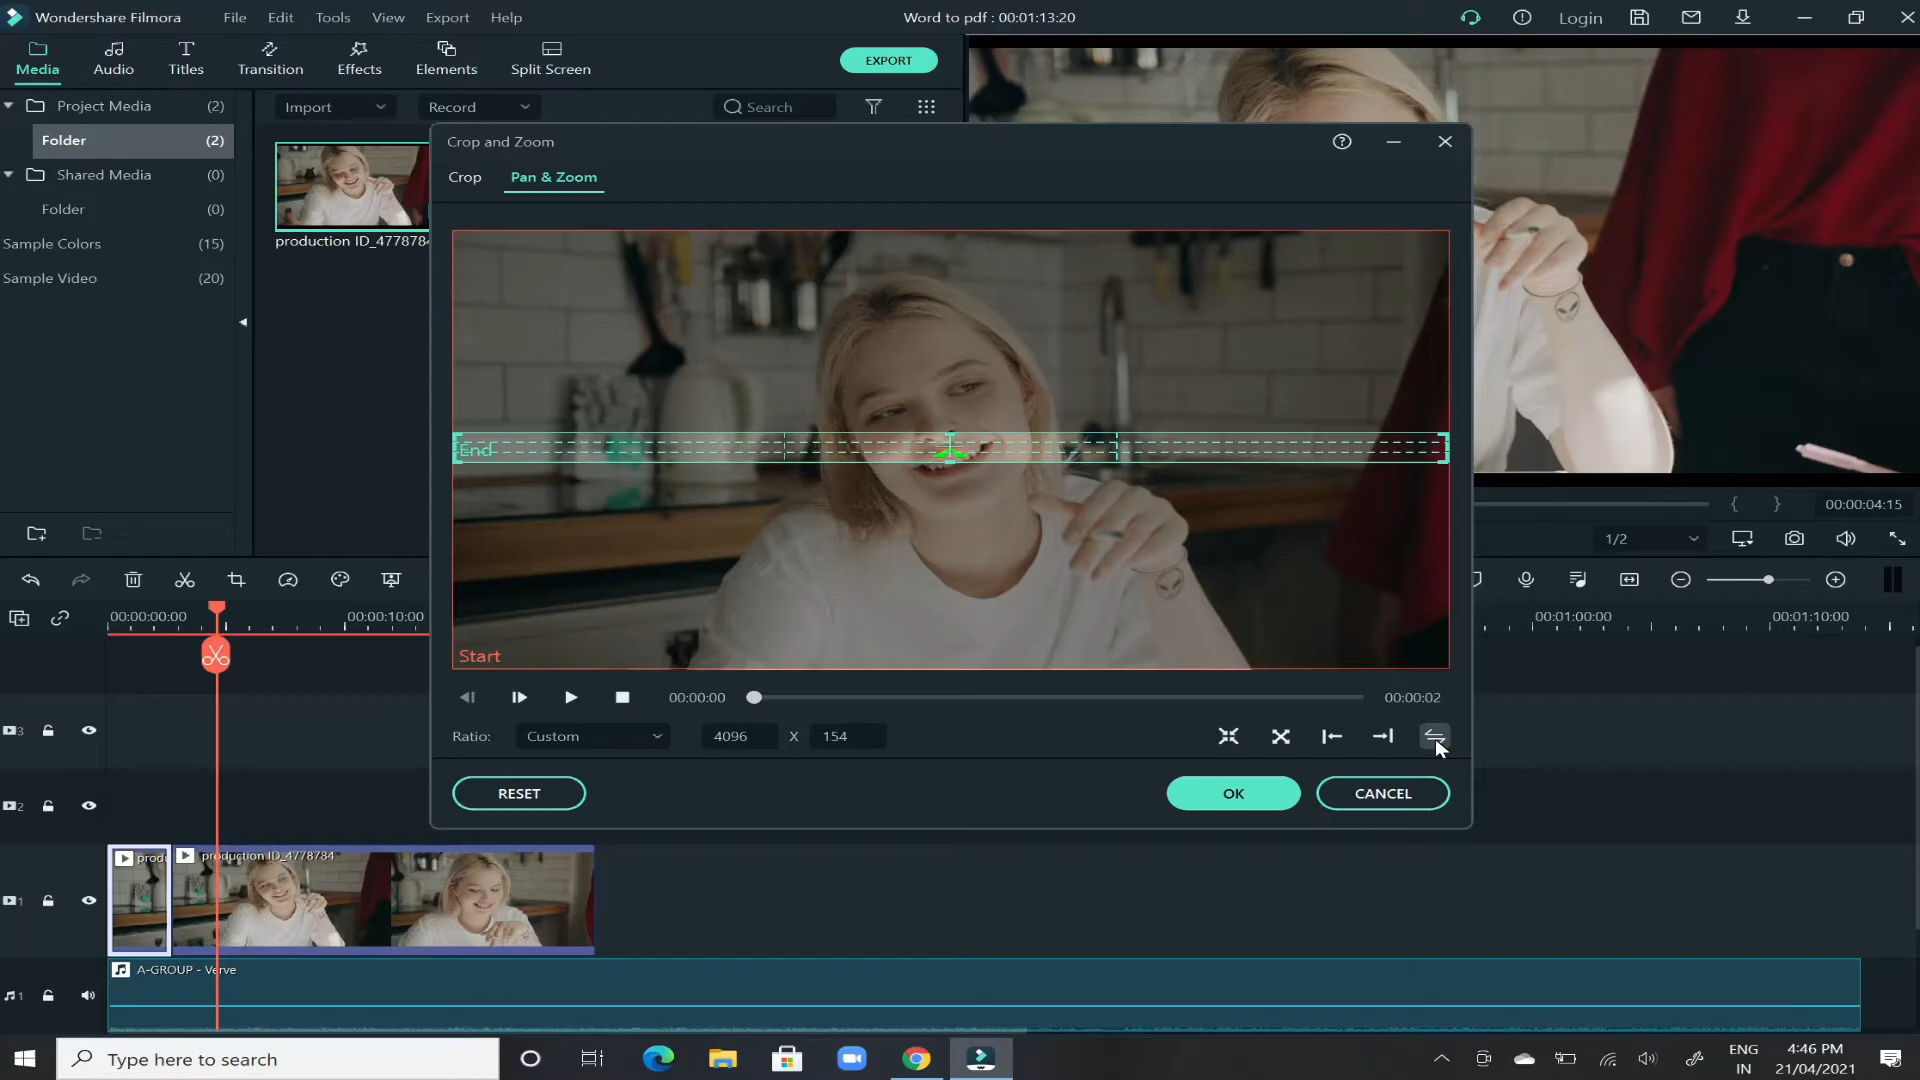 Wondershare Filmora File Edit Tools View Export Help Word to pdf : 00:01:13:20 Login
Media Audio Titles Transition Effects Elements Split Screen EXPORT
Project Media (2) Import Record Search
Folder (2)
Shared Media (0)
Folder (0)
Sample Colors (15)
Sample Video (20)
production ID_4778784
Crop and Zoom
Crop Pan & Zoom
End
Start
00:00:00 00:00:02
Ratio: Custom 4096 X 154
RESET OK CANCEL
{ } 00:00:04:15
1/2
00:00:00:00 00:00:10:00 00:01:00:00 00:01:10:00
3
2
production ID_4778784
1
A-GROUP - Verve
1
Type here to search
ENG
IN
4:46 PM
21/04/2021